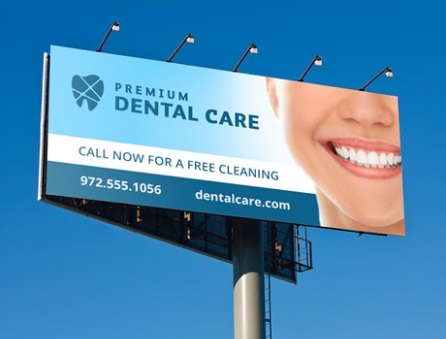 PREMIUM
DENTAL CARE
CALL NOW FOR A FREE CLEANING
972.555.1056
dentalcare.com